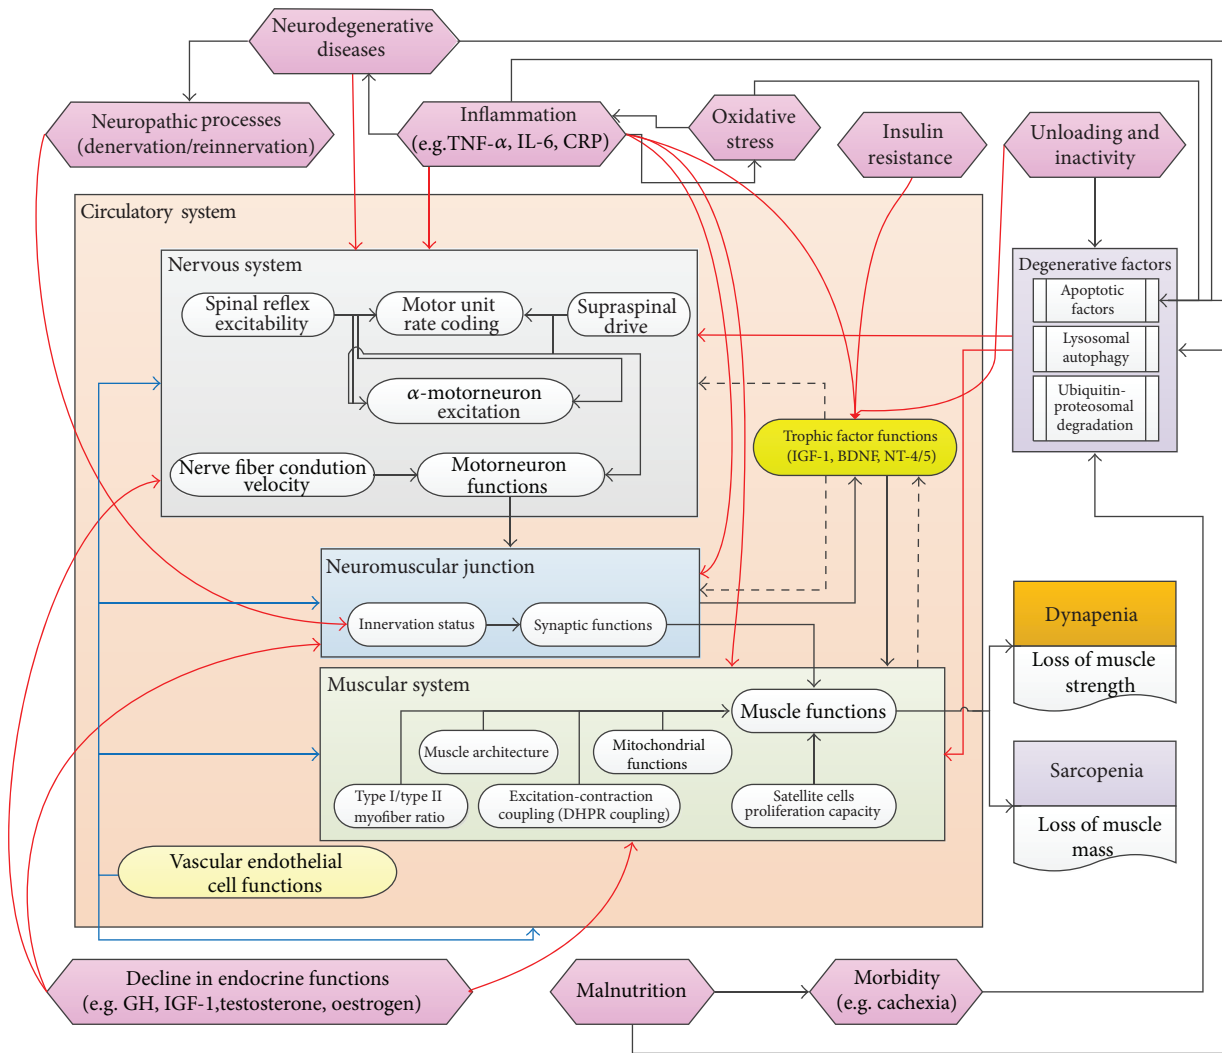 Neurodegenerative
diseases
Neuropathic processes
(denervation/reinnervation)
Inflammation
(e.g.TNF-α, IL-6, CRP)
Oxidative
stress
Insulin
resistance
Unloading and
inactivity
Circulatory system
Nervous system
Spinal reflex
excitability
Motor unit
rate coding
Supraspinal
drive
α-motorneuron
excitation
Nerve fiber condution
velocity
Motorneuron
functions
Degenerative factors
Apoptotic
factors
Lysosomal
autophagy
Ubiquitin-
proteosomal
degradation
Trophic factor functions
(IGF-1, BDNF, NT-4/5)
Neuromuscular junction
Innervation status
Synaptic functions
Muscular system
Muscle functions
Muscle architecture
Mitochondrial
functions
Type I/type II
myofiber ratio
Excitation-contraction
coupling (DHPR coupling)
Satellite cells
proliferation capacity
Dynapenia
Loss of muscle
strength
Sarcopenia
Loss of muscle
mass
Vascular endothelial
cell functions
Decline in endocrine functions
(e.g. GH, IGF-1,testosterone, oestrogen)
Malnutrition
Morbidity
(e.g. cachexia)